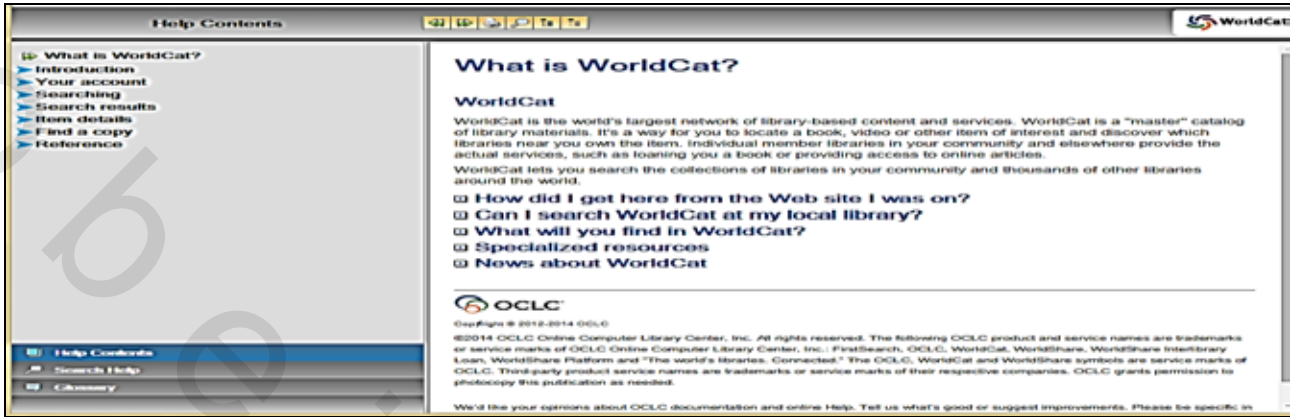 Help Contents
WorldCat
What is WorldCat?
Introduction
Your account
Searching
Search results
Item details
Find a copy
Reference
Help Contents
Search Help
Glossary
What is WorldCat?
WorldCat
WorldCat is the world's largest network of library-based content and services. WorldCat is a "master" catalog
of library materials. It's a way for you to locate a book, video or other item of interest and discover which
libraries near you own the item. Individual member libraries in your community and elsewhere provide the
actual services, such as loaning you a book or providing access to online articles.
WorldCat lets you search the collections of libraries in your community and thousands of other libraries
around the world.
How did I get here from the Web site I was on?
Can I search WorldCat at my local library?
What will you find in WorldCat?
Specialized resources
News about WorldCat
OCLC
Copyright © 2012-2014 OCLC
©2014 OCLC Online Computer Library Center, Inc. All rights reserved. The following OCLC product and service names are trademarks
or service marks of OCLC Online Computer Library Center, Inc.: FirstSearch, OCLC, WorldCat, WorldShare, WorldShare Interlibrary
Loan, WorldShare Platform and "The world's libraries. Connected." The OCLC, WorldCat and WorldShare symbols are service marks of
OCLC. Third-party product service names are trademarks or service marks of their respective companies. OCLC grants permission to
photocopy this publication as needed.
We'd like your opinions about OCLC documentation and online Help. Tell us what's good or suggest improvements. Please be specific in